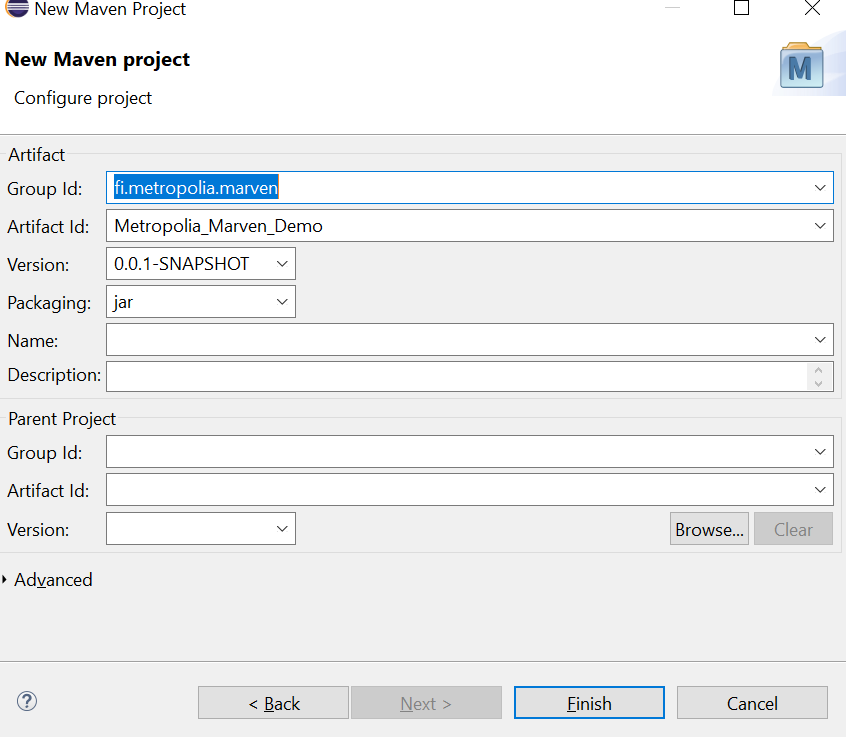 New Maven Project
New Maven project
Configure project
M
Artifact
Group Id: fi.metropolia.marven
Artifact Id: Metropolia_Marven_Demo
Version: 0.0.1-SNAPSHOT
Packaging: jar
Name:
Description:
Parent Project
Group Id:
Artifact Id:
Version: Browse... Clear
Advanced
? < Back Next > Finish Cancel